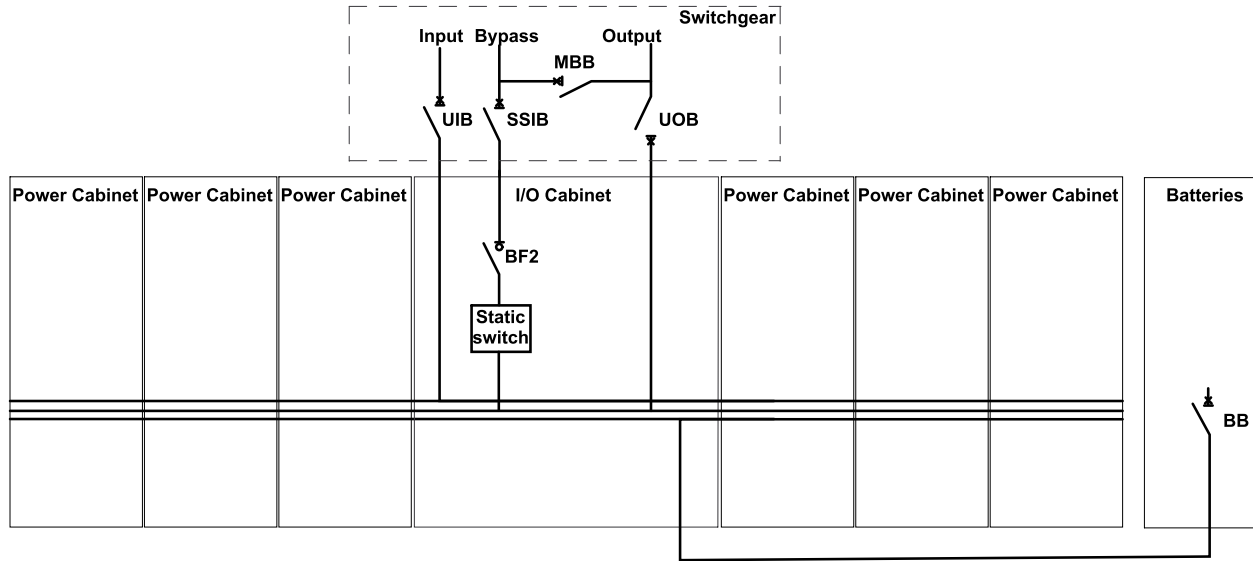 Switchgear
Input
Bypass
Output
MBB
UIB
SSIB
UOB
Power Cabinet
Power Cabinet
Power Cabinet
I/O Cabinet
Power Cabinet
Power Cabinet
Power Cabinet
Batteries
BF2
Static
switch
BB